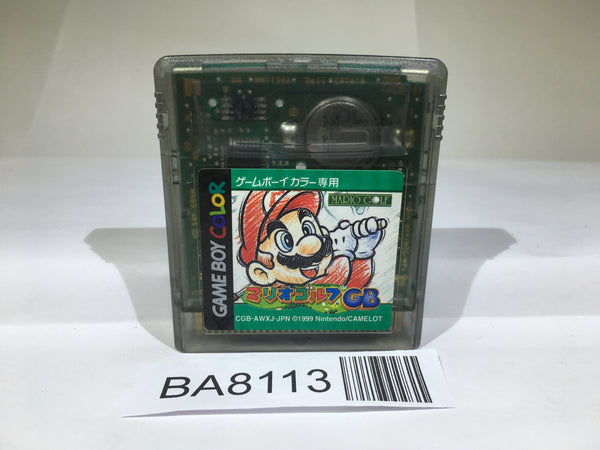 ゲームボーイ カラー専用
MARIO GOLF
GAME BOY COLOR
マリオゴルフGB
CGB-AWXJ-JPN ©1999 Nintendo/CAMELOT
BA8113